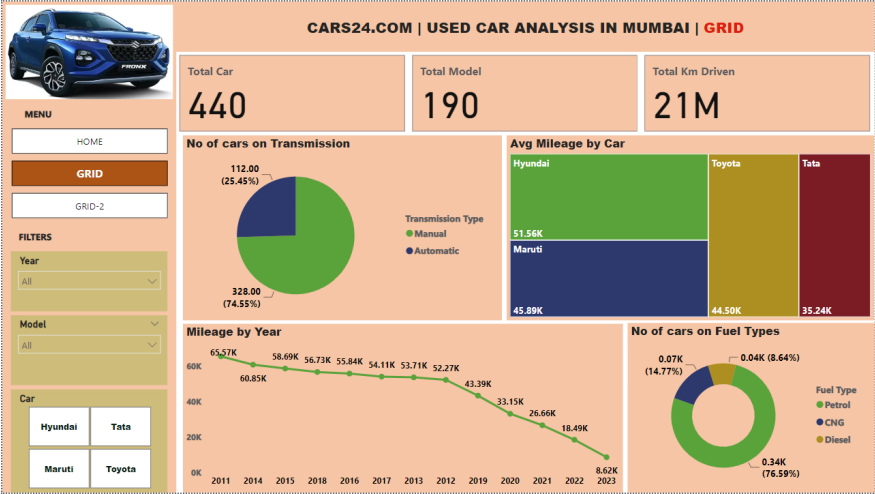 CARS24.COM | USED CAR ANALYSIS IN MUMBAI | GRID
FRONX
MENU
HOME
GRID
GRID-2
FILTERS
Year
All
Model
All
Car
Hyundai
Tata
Maruti
Toyota
Total Car
440
Total Model
190
Total Km Driven
21M
No of cars on Transmission
112.00
(25.45%)
328.00
(74.55%)
Transmission Type
Manual
Automatic
Avg Mileage by Car
Hyundai
51.56K
Maruti
45.89K
Toyota
44.50K
Tata
35.24K
Mileage by Year
60K
40K
20K
0K
65.57K
60.85K
58.69K
56.73K
55.84K
54.11K
53.71K
52.27K
43.39K
33.15K
26.66K
18.49K
8.62K
2011 2014 2015 2018 2016 2017 2013 2012 2019 2020 2021 2022 2023
No of cars on Fuel Types
0.07K
(14.77%)
0.04K (8.64%)
0.34K
(76.59%)
Fuel Type
Petrol
CNG
Diesel